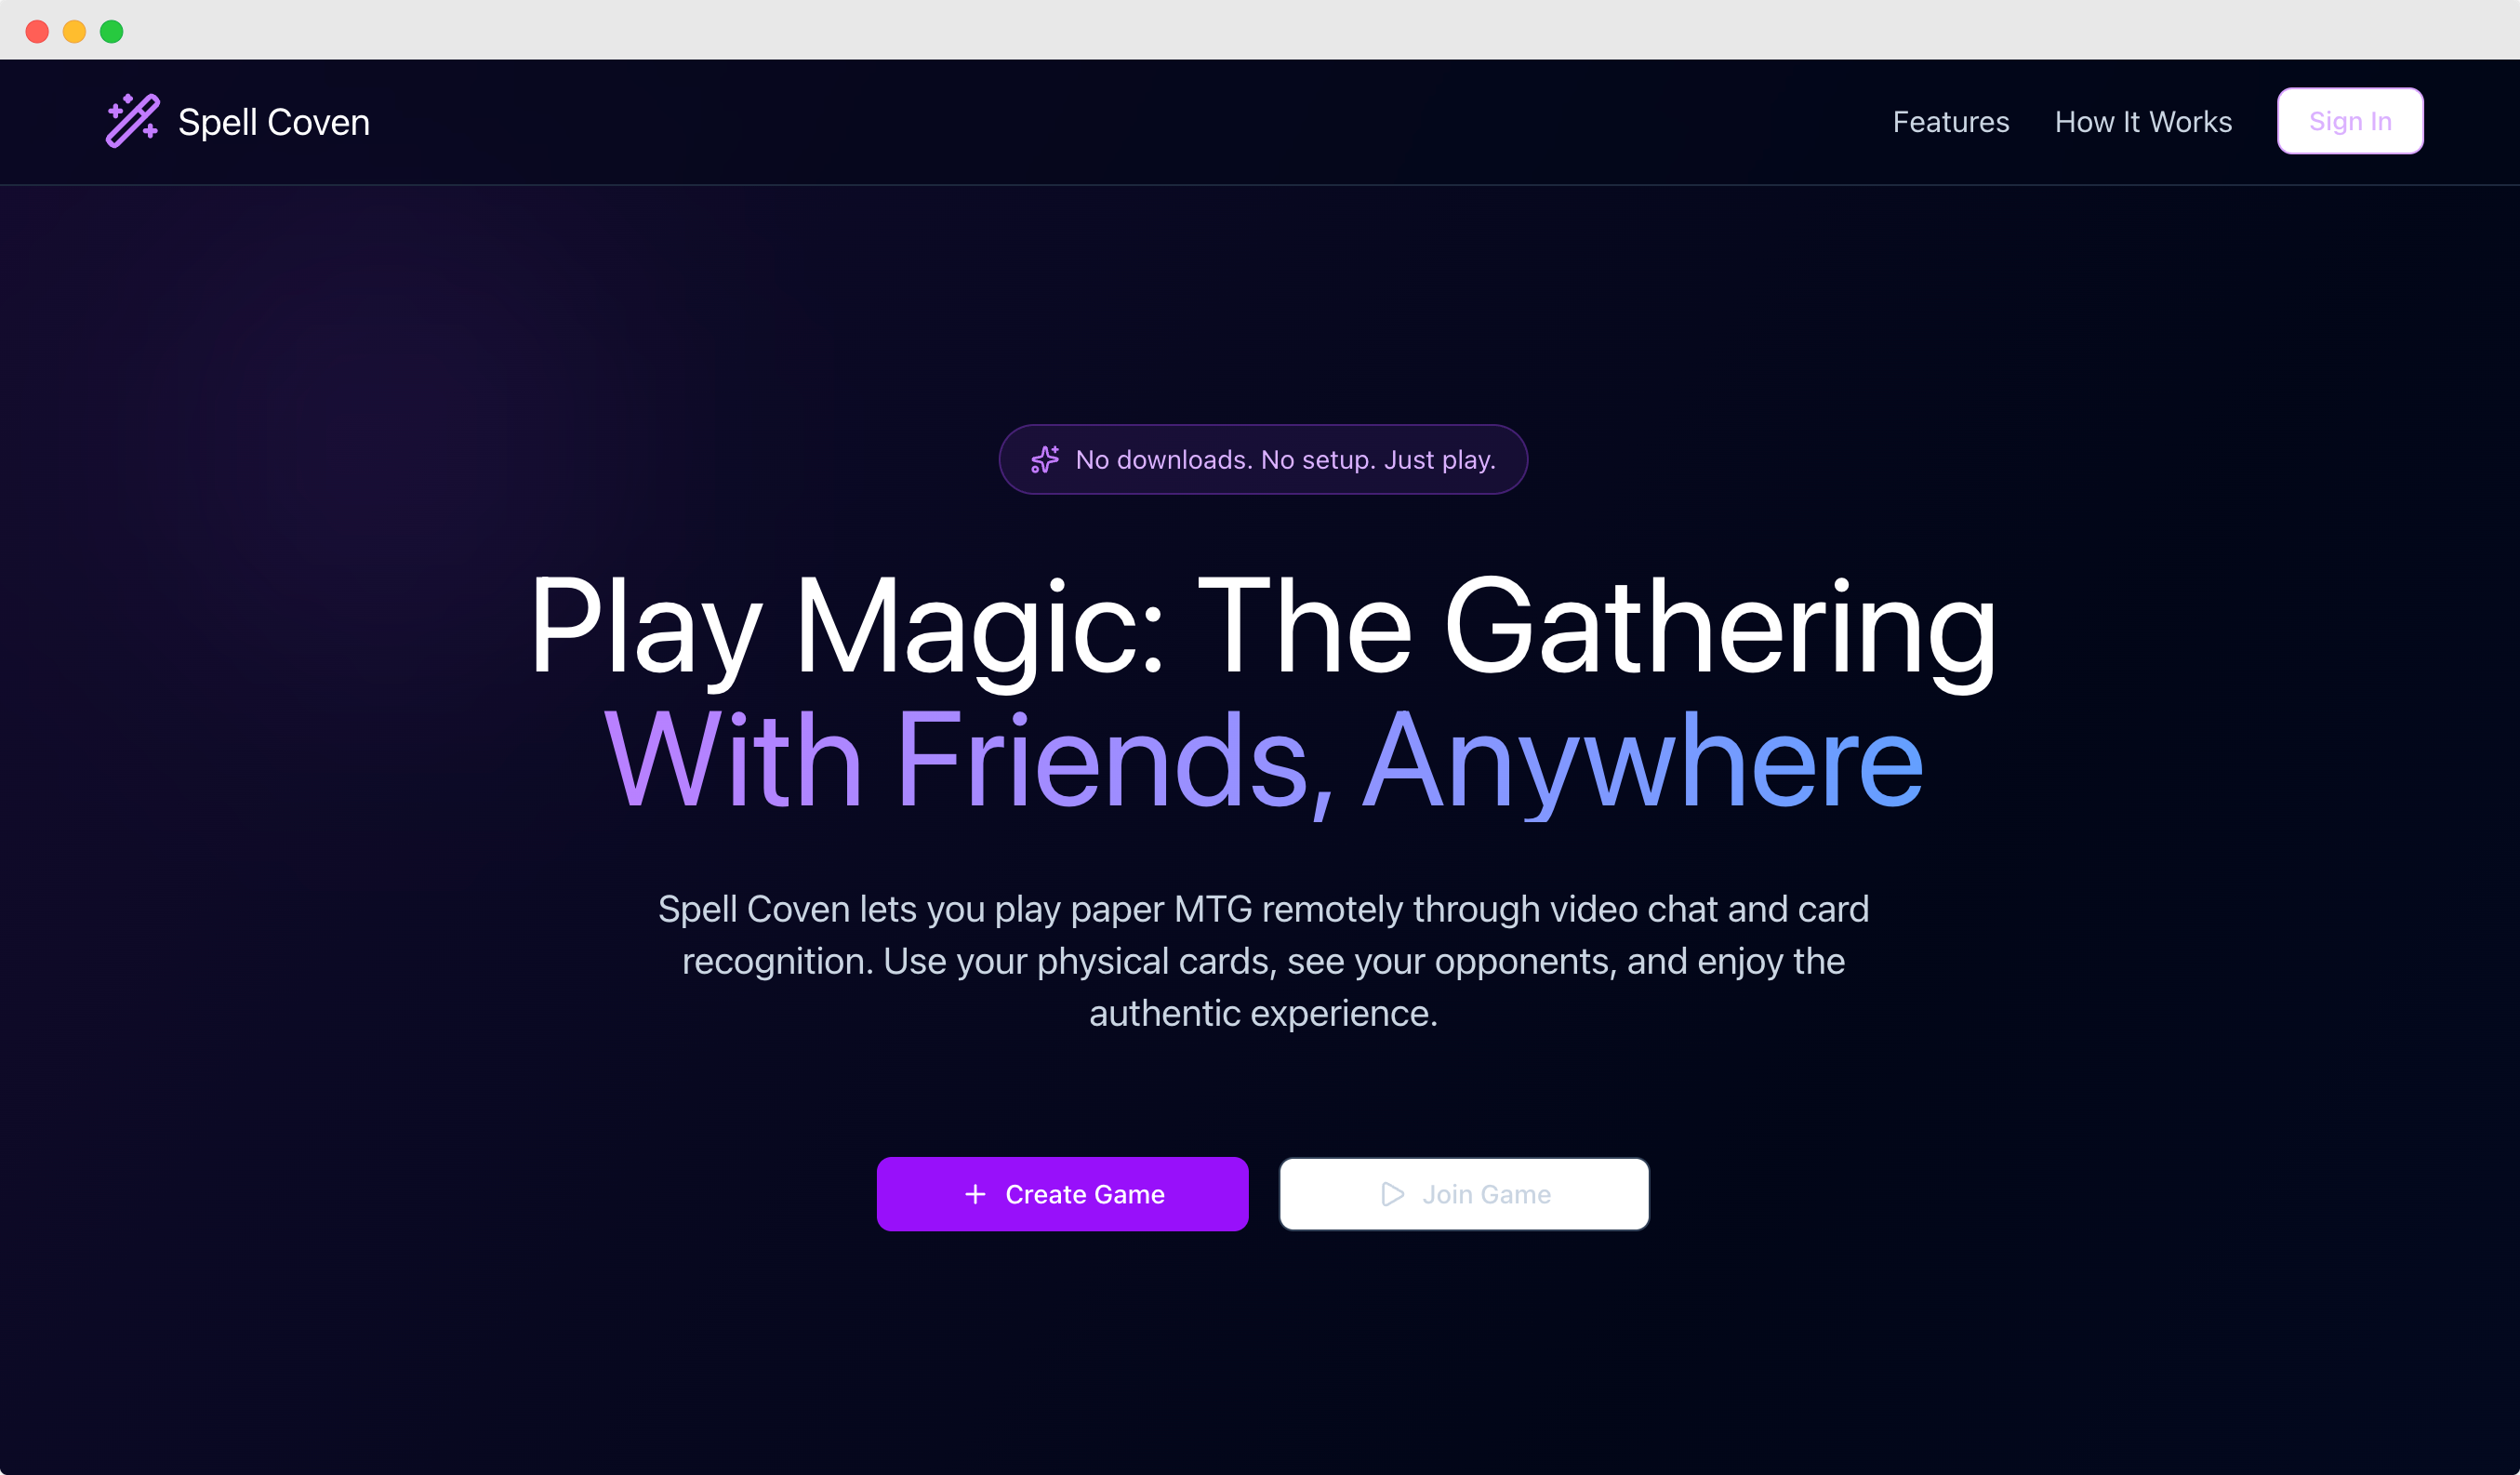 Spell Coven
Features
How It Works
Sign In
No downloads. No setup. Just play.
Play Magic: The Gathering
With Friends, Anywhere
Spell Coven lets you play paper MTG remotely through video chat and card
recognition. Use your physical cards, see your opponents, and enjoy the
authentic experience.
Create Game
Join Game